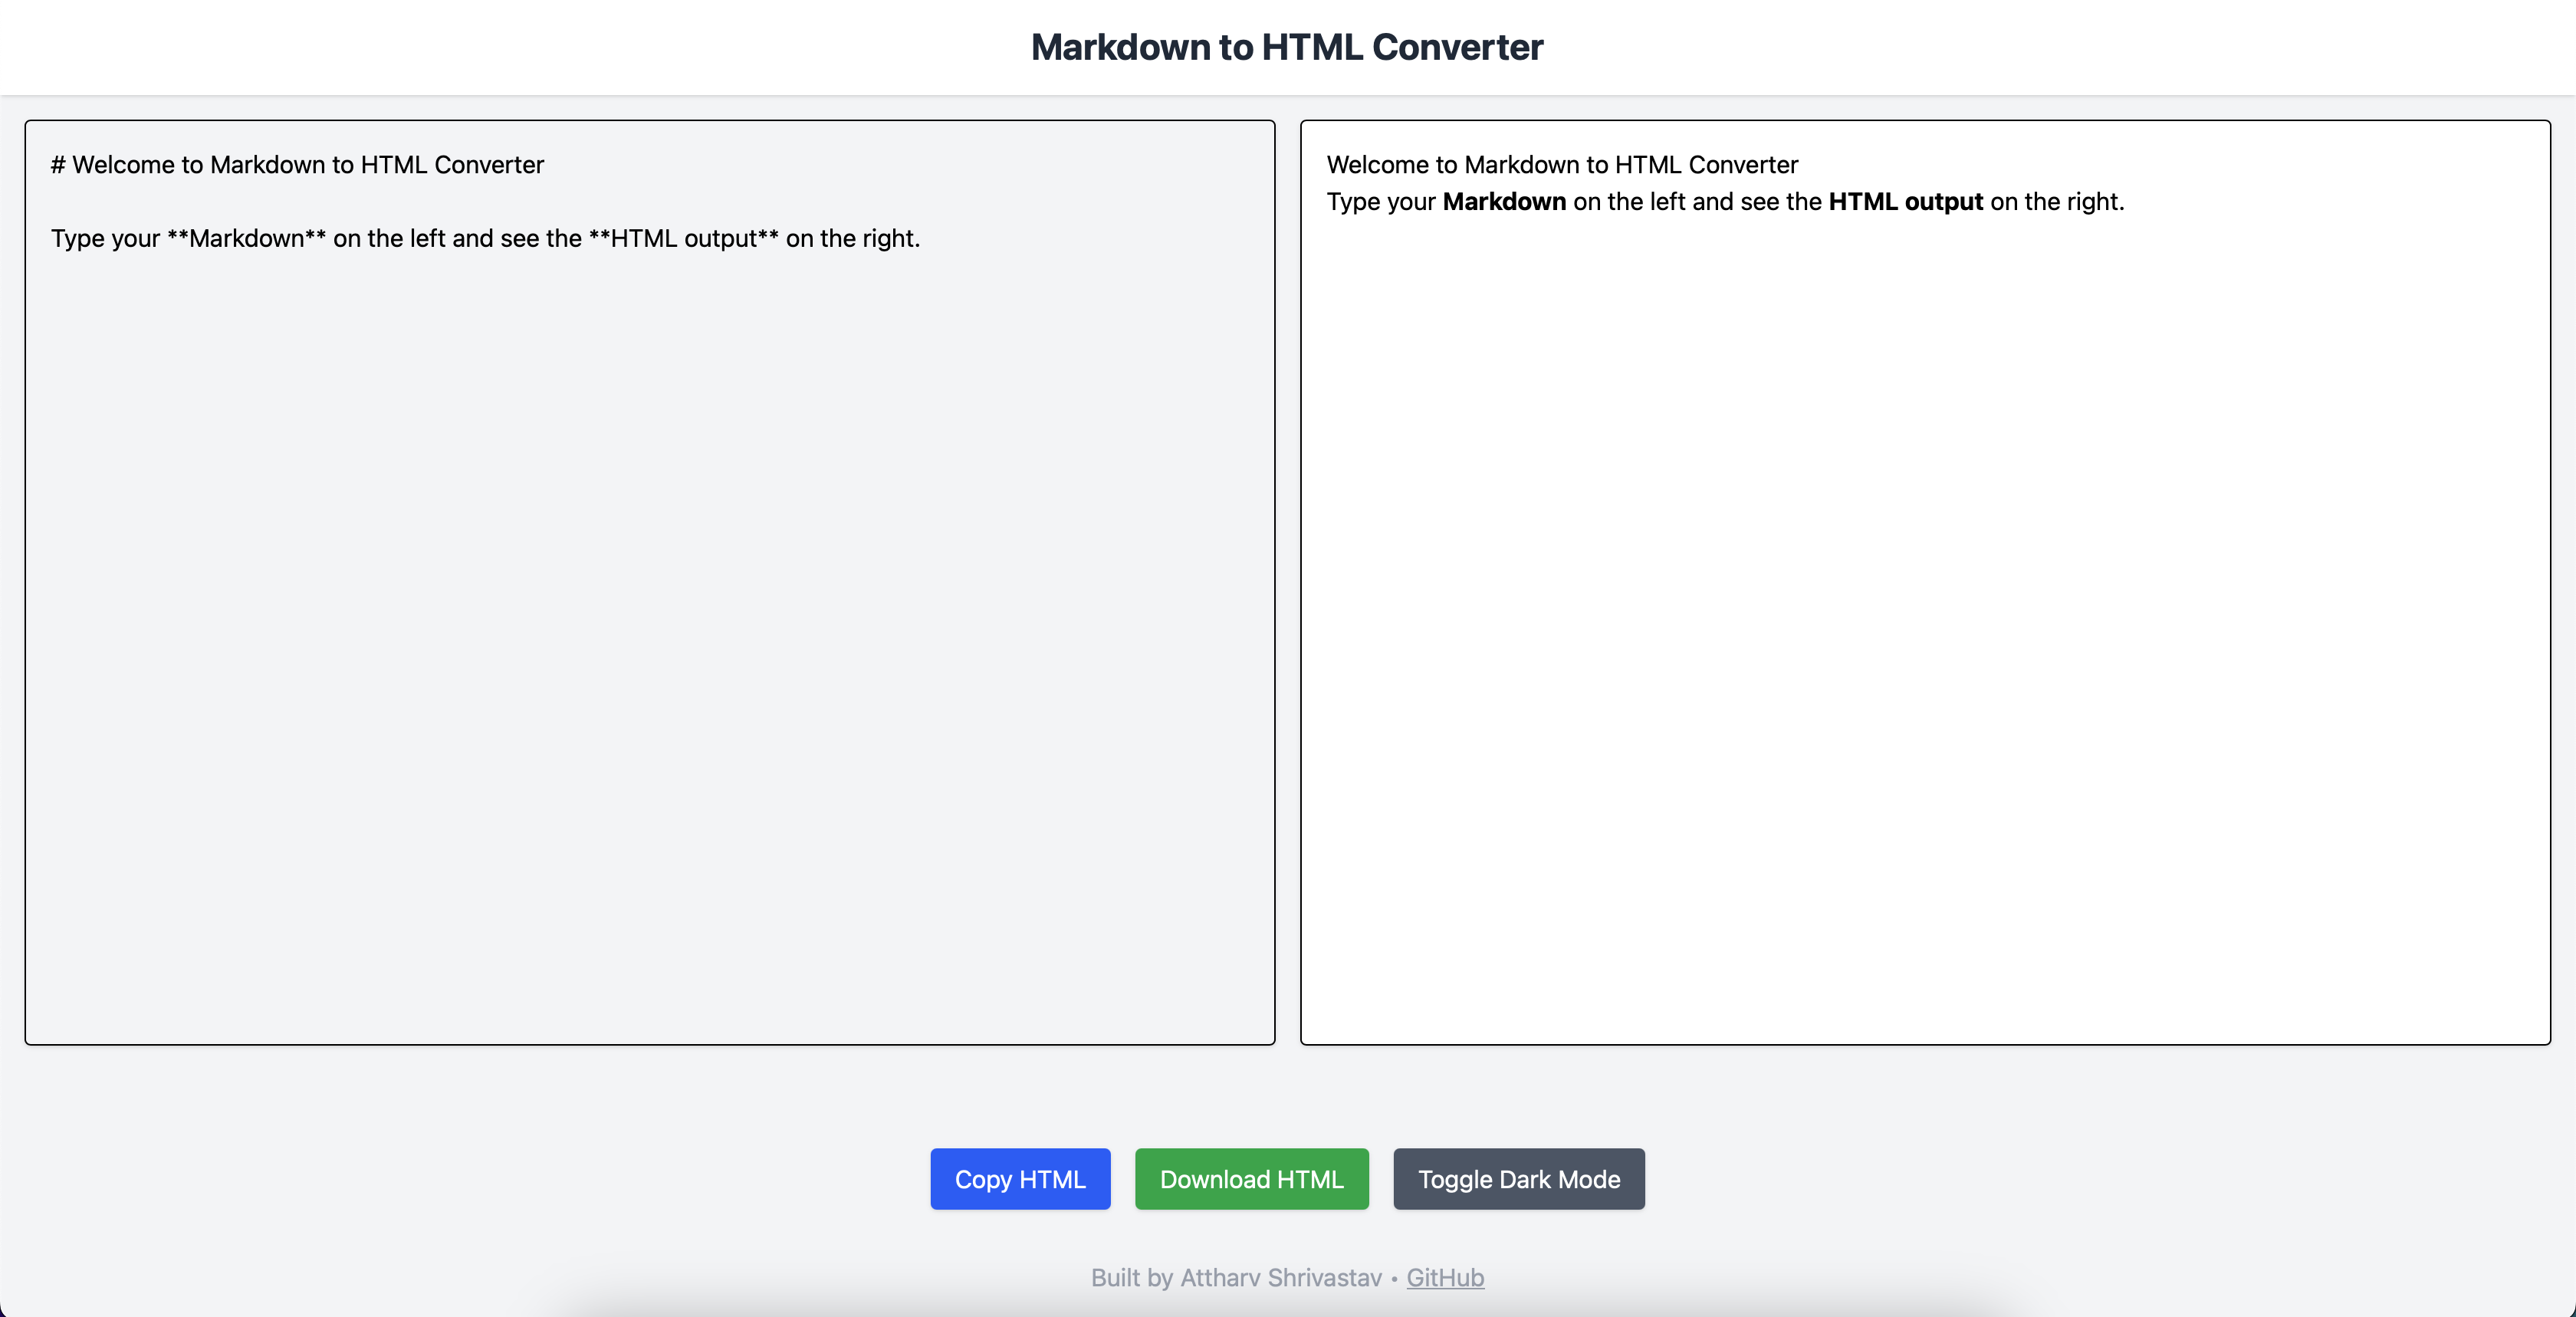 Markdown to HTML Converter
# Welcome to Markdown to HTML Converter
Type your **Markdown** on the left and see the **HTML output** on the right.
Welcome to Markdown to HTML Converter
Type your Markdown on the left and see the HTML output on the right.
Copy HTML
Download HTML
Toggle Dark Mode
Built by Attharv Shrivastav • GitHub